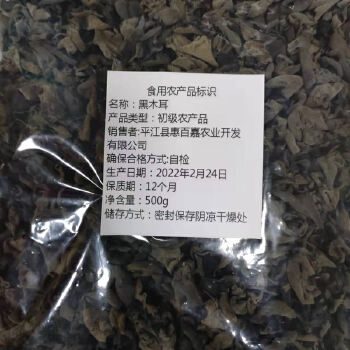 食用农产品标识
名称：黑木耳
产品类型：初级农产品
销售者:平江县惠百嘉农业开发
有限公司
确保合格方式:自检
生产日期：2022年2月24日
保质期：12个月
净含量：500g
储存方式：密封保存阴凉干燥处